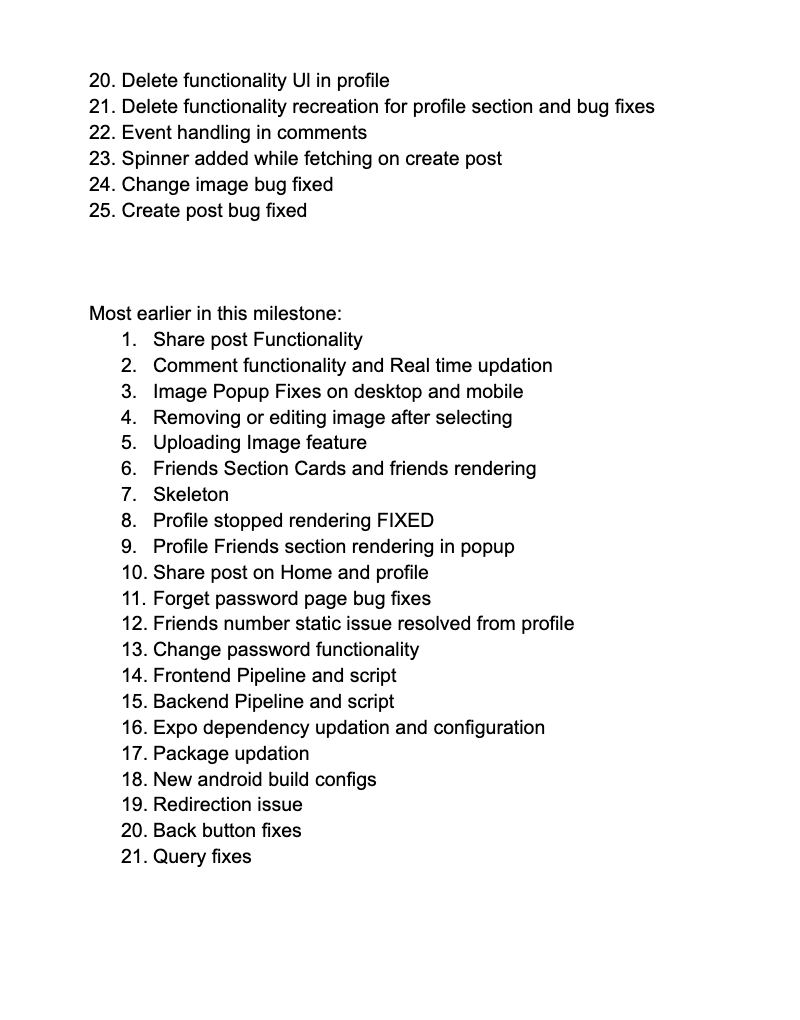 20. Delete functionality UI in profile
21. Delete functionality recreation for profile section and bug fixes
22. Event handling in comments
23. Spinner added while fetching on create post
24. Change image bug fixed
25. Create post bug fixed
Most earlier in this milestone:
1. Share post Functionality
2. Comment functionality and Real time updation
3. Image Popup Fixes on desktop and mobile
4. Removing or editing image after selecting
5. Uploading Image feature
6. Friends Section Cards and friends rendering
7. Skeleton
8. Profile stopped rendering FIXED
9. Profile Friends section rendering in popup
10. Share post on Home and profile
11. Forget password page bug fixes
12. Friends number static issue resolved from profile
13. Change password functionality
14. Frontend Pipeline and script
15. Backend Pipeline and script
16. Expo dependency updation and configuration
17. Package updation
18. New android build configs
19. Redirection issue
20. Back button fixes
21. Query fixes